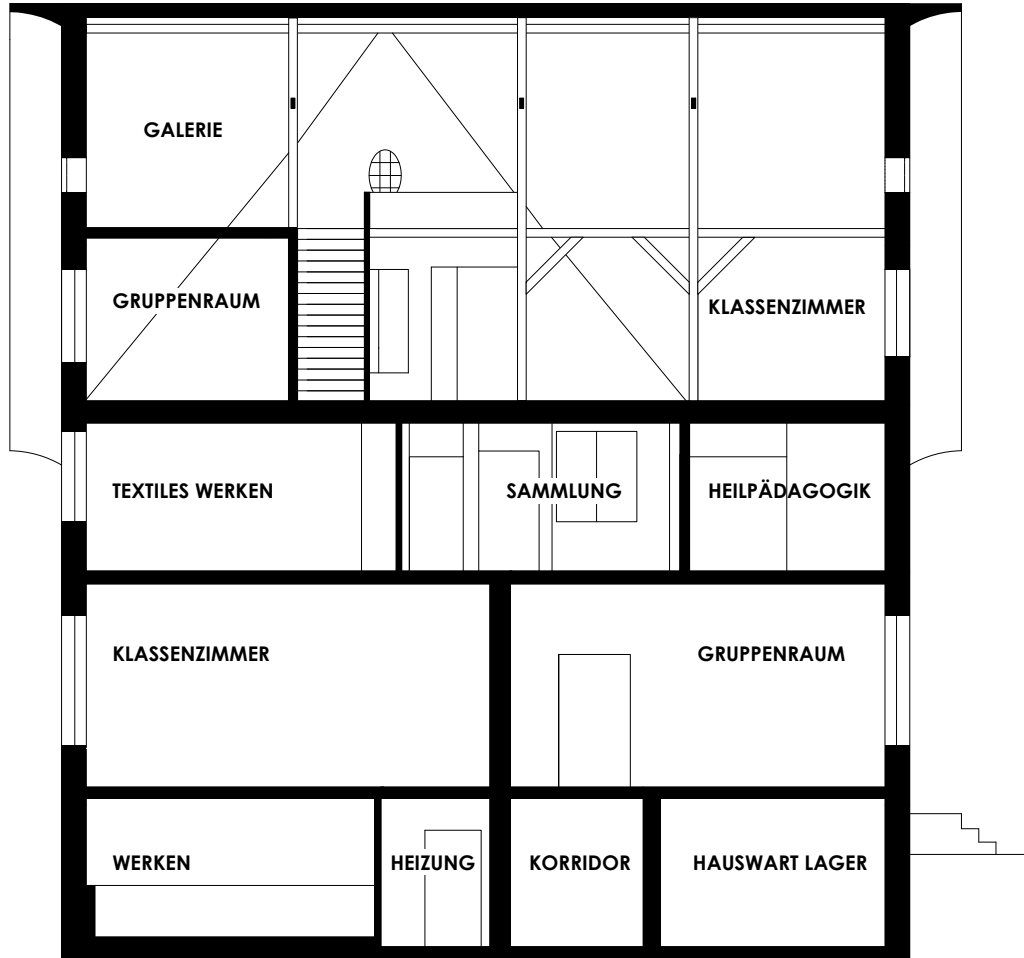 GALERIE
GRUPPENRAUM
KLASSENZIMMER
TEXTILES WERKEN
SAMMLUNG
HEILPÄDAGOGIK
KLASSENZIMMER
GRUPPENRAUM
WERKEN
HEIZUNG
KORRIDOR
HAUSWART LAGER